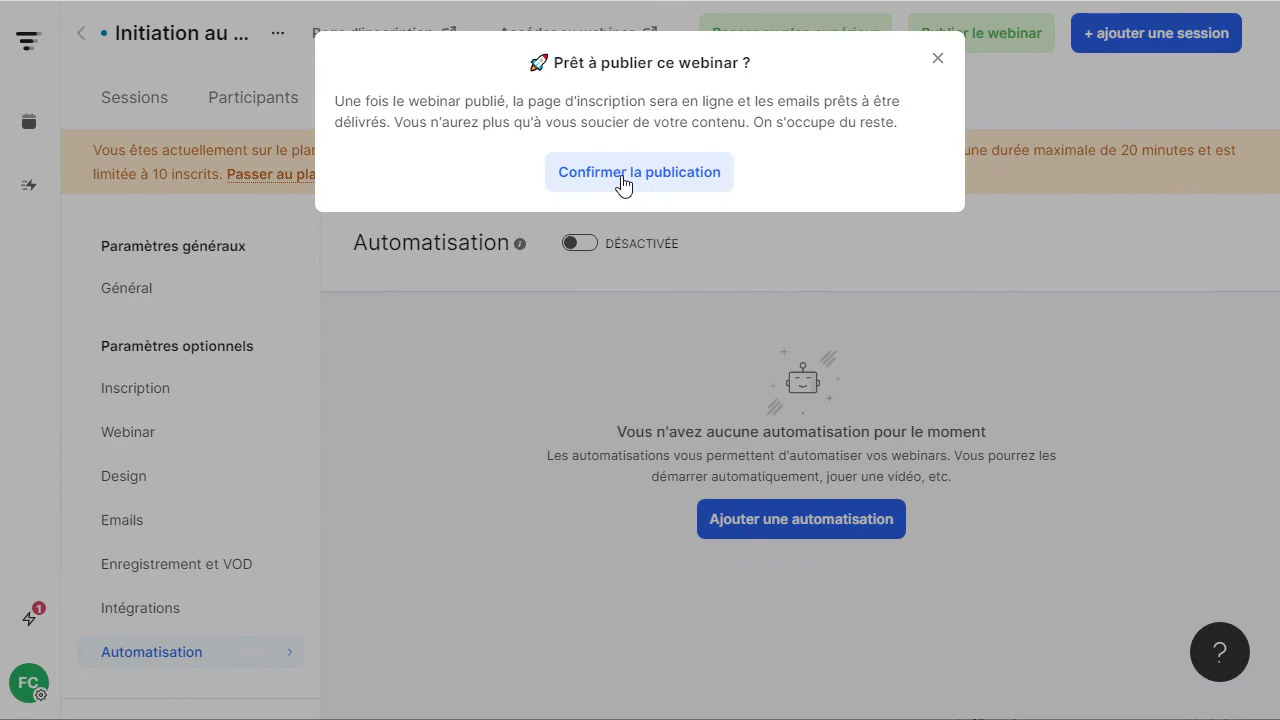 Initiation au ...
Page d'inscription
Accéder au webinar
Passer au plan supérieur
le webinar
+ ajouter une session
🚀 Prêt à publier ce webinar ?
Une fois le webinar publié, la page d'inscription sera en ligne et les emails prêts à être
délivrés. Vous n'aurez plus qu'à vous soucier de votre contenu. On s'occupe du reste.
Confirmer la publication
Sessions
Participants
Vous êtes actuellement sur le plan
une durée maximale de 20 minutes et est
limitée à 10 inscrits. Passer au pla
Paramètres généraux
Général
Paramètres optionnels
Inscription
Webinar
Design
Emails
Enregistrement et VOD
Intégrations
Automatisation
Automatisation
DÉSACTIVÉE
Vous n'avez aucune automatisation pour le moment
Les automatisations vous permettent d'automatiser vos webinars. Vous pourrez les
démarrer automatiquement, jouer une vidéo, etc.
Ajouter une automatisation
1
FC
?